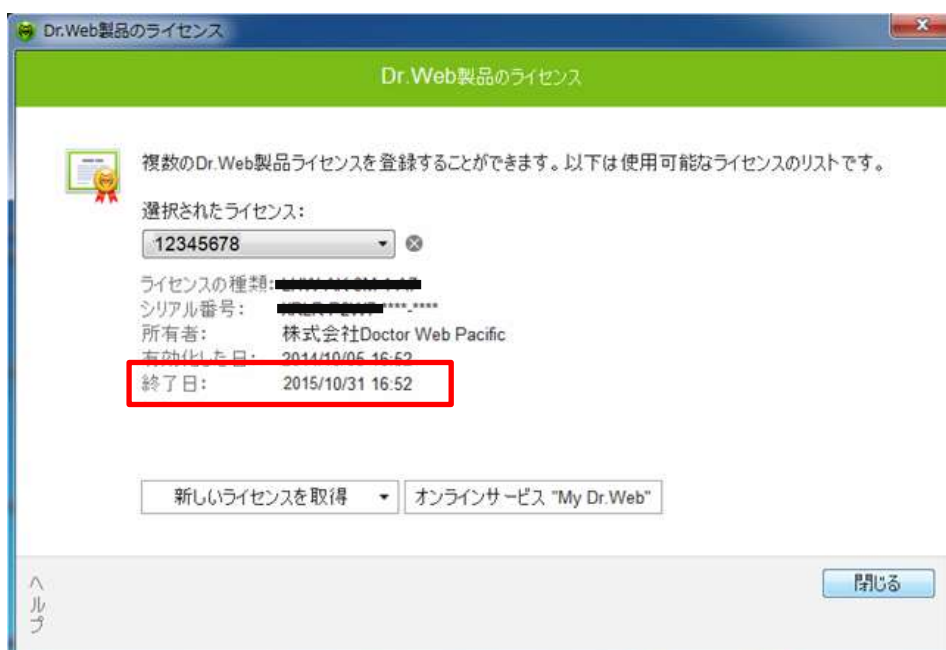 Dr.Web製品のライセンス
Dr.Web製品のライセンス
複数のDr.Web製品ライセンスを登録することができます。以下は使用可能なライセンスのリストです。
選択されたライセンス:
12345678
ライセンスの種類:
シリアル番号: ****-****
所有者: 株式会社Doctor Web Pacific
有効化した日: 2014/10/05 16:52
終了日: 2015/10/31 16:52
新しいライセンスを取得 オンラインサービス "My Dr.Web"
ヘルプ
閉じる